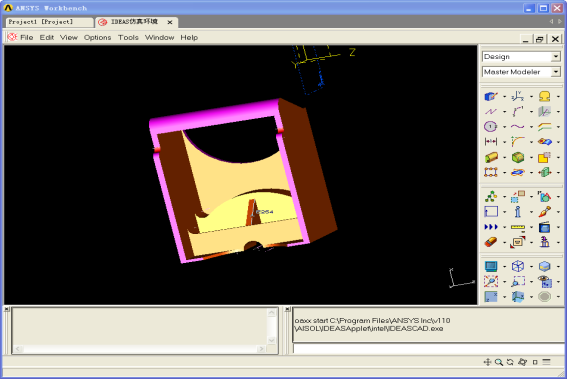 ANSYS Workbench
Project1 [Project]
IDEAS仿真环境
File Edit View Options Tools Window Help
Z
Design
Master Modeler
oaxx start C:\Program Files\ANSYS Inc\v110
\AISOL\IDEASApplet\intel\IDEASCAD.exe